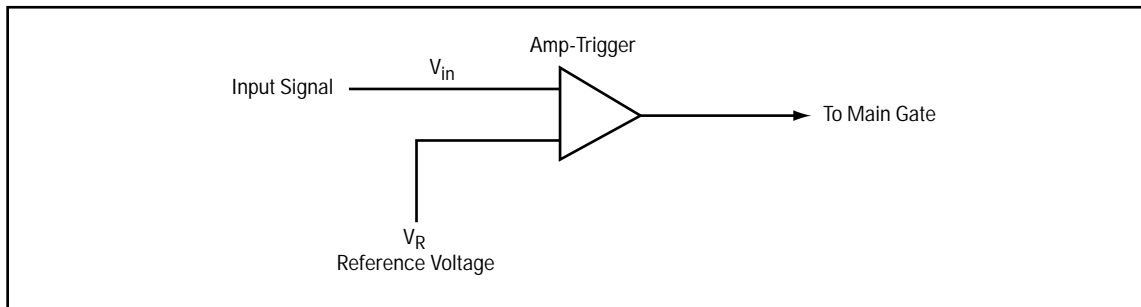 Amp-Trigger
Vin
Input Signal
To Main Gate
VR
Reference Voltage